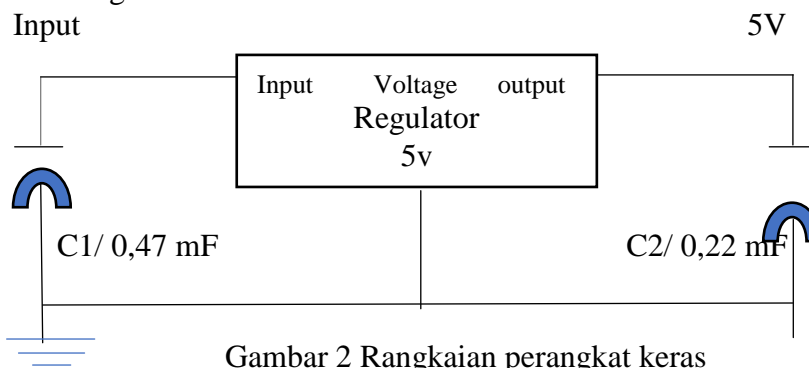 Input 5V
Input Voltage output
Regulator
5v
C1/ 0,47 mF C2/ 0,22 mF
Gambar 2 Rangkaian perangkat keras